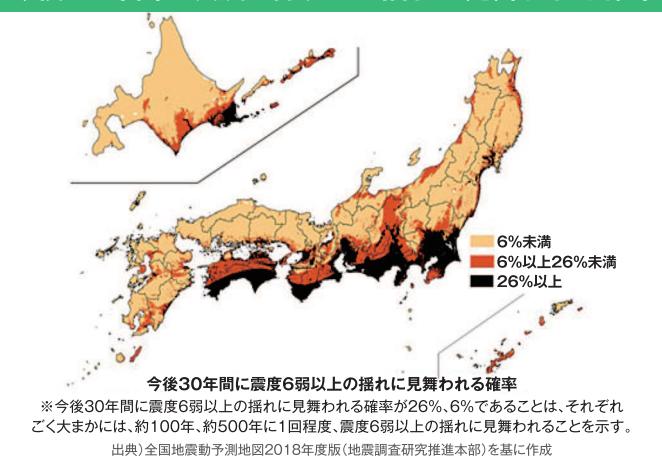 6%未満
6%以上26%未満
26%以上
今後30年間に震度6弱以上の揺れに見舞われる確率
※今後30年間に震度6弱以上の揺れに見舞われる確率が26%、6%であることは、それぞれ
ごく大まかには、約100年、約500年に1回程度、震度6弱以上の揺れに見舞われることを示す。
出典）全国地震動予測地図2018年度版（地震調査研究推進本部）を基に作成